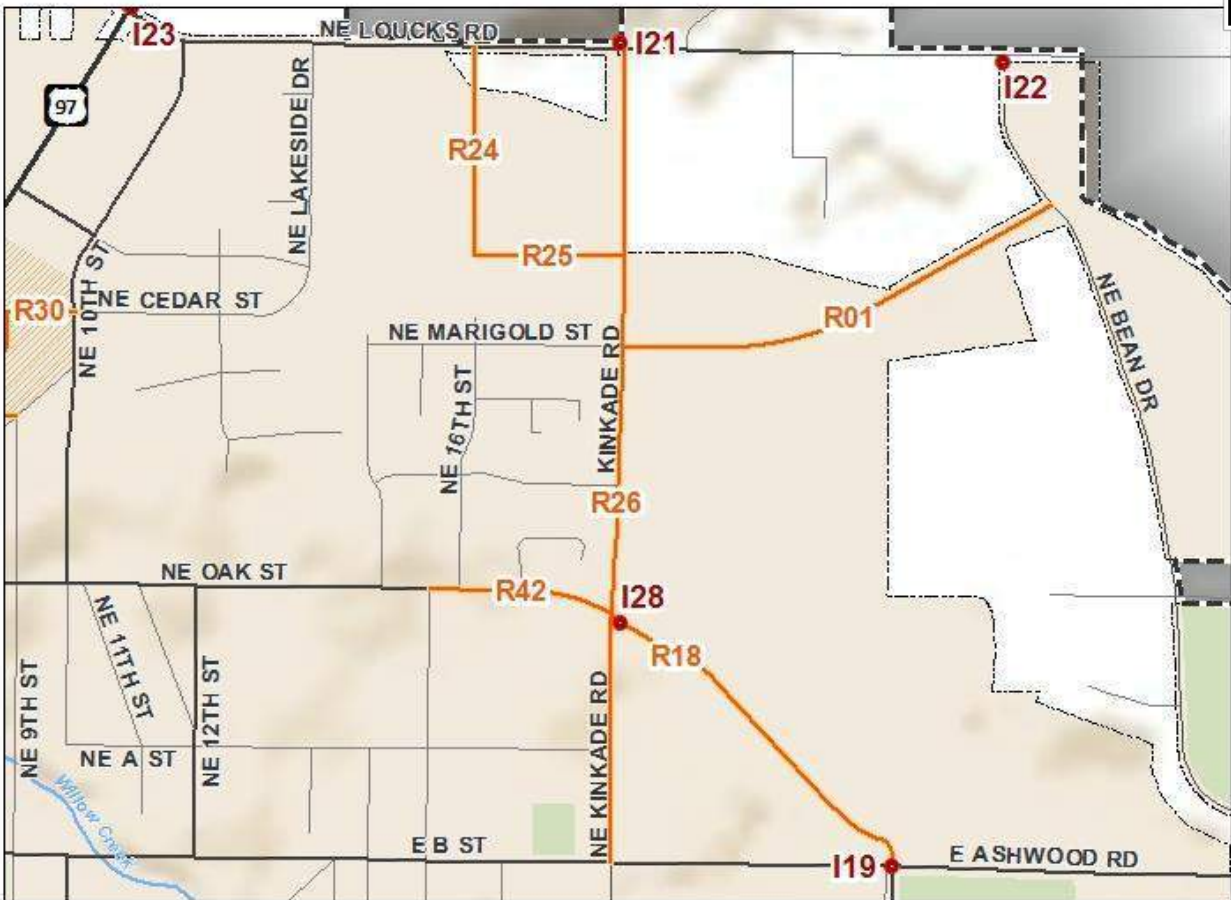 I23
NE LOUCKS RD
I21
I22
97
NE LAKESIDE DR
R24
R25
NE 10TH ST
R30
NE CEDAR ST
R01
NE BEAN DR
NE MARIGOLD ST
KINKADE RD
NE 16TH ST
R26
NE OAK ST
R42
I28
R18
NE 11TH ST
NE 9TH ST
NE 12TH ST
NE A ST
NE KINKADE RD
Willow Creek
E B ST
I19
E ASHWOOD RD